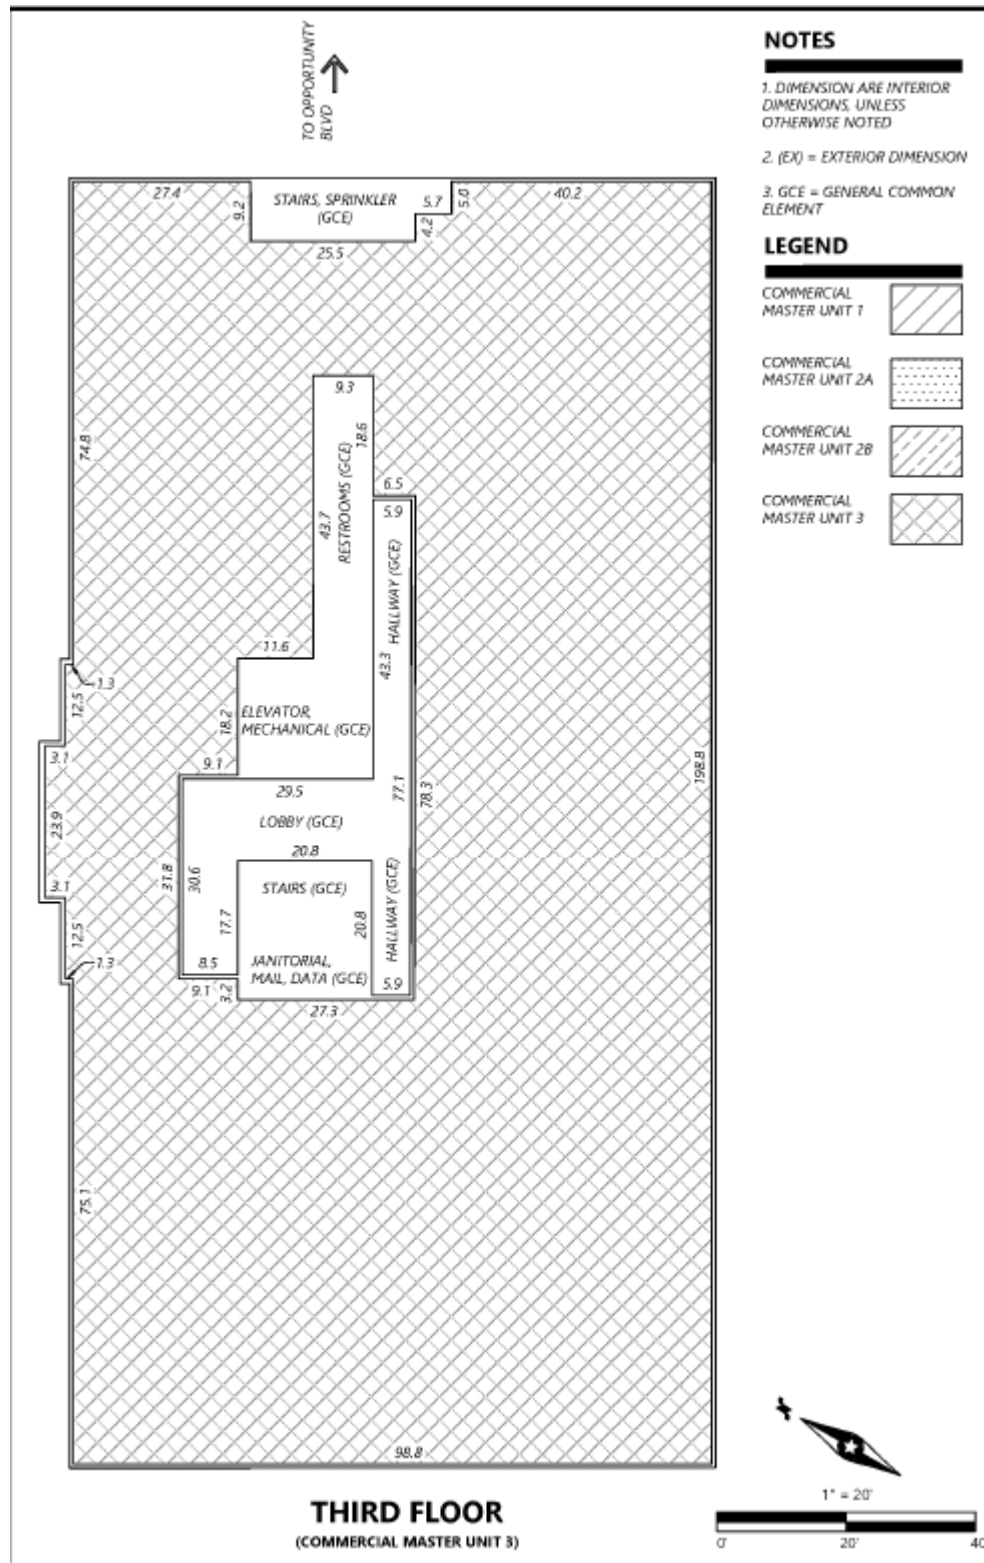 TO OPPORTUNITY
BLVD
NOTES
1. DIMENSION ARE INTERIOR
DIMENSIONS, UNLESS
OTHERWISE NOTED
2. (EX) = EXTERIOR DIMENSION
3. GCE = GENERAL COMMON
ELEMENT
LEGEND
COMMERCIAL
MASTER UNIT 1
COMMERCIAL
MASTER UNIT 2A
COMMERCIAL
MASTER UNIT 2B
COMMERCIAL
MASTER UNIT 3
27.4
9.2
STAIRS, SPRINKLER
(GCE)
5.7
5.0
4.2
40.2
25.5
74.8
9.3
18.6
RESTROOMS (GCE)
43.7
6.5
5.9
HALLWAY (GCE)
43.3
11.6
1.3
12.5
18.2
ELEVATOR,
MECHANICAL (GCE)
3.1
9.1
29.5
77.1
78.3
198.8
23.9
LOBBY (GCE)
20.8
31.8
30.6
STAIRS (GCE)
HALLWAY (GCE)
3.1
12.5
17.7
20.8
1.3
8.5
JANITORIAL,
MAIL, DATA (GCE)
5.9
9.1
3.2
27.3
75.1
98.8
THIRD FLOOR
(COMMERCIAL MASTER UNIT 3)
N
1" = 20'
0'
20'
40